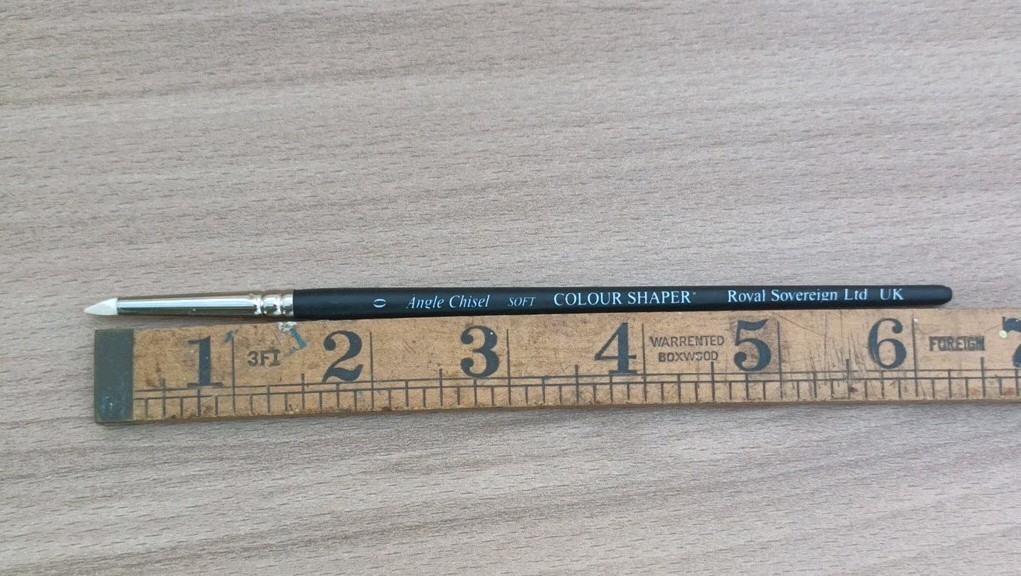 0 Angle Chisel SOFT COLOUR SHAPER™ Royal Sovereign Ltd UK
1 3FT 2 3 4 WARRENTED 5 6 FOREIGN 7
BOXWOOD